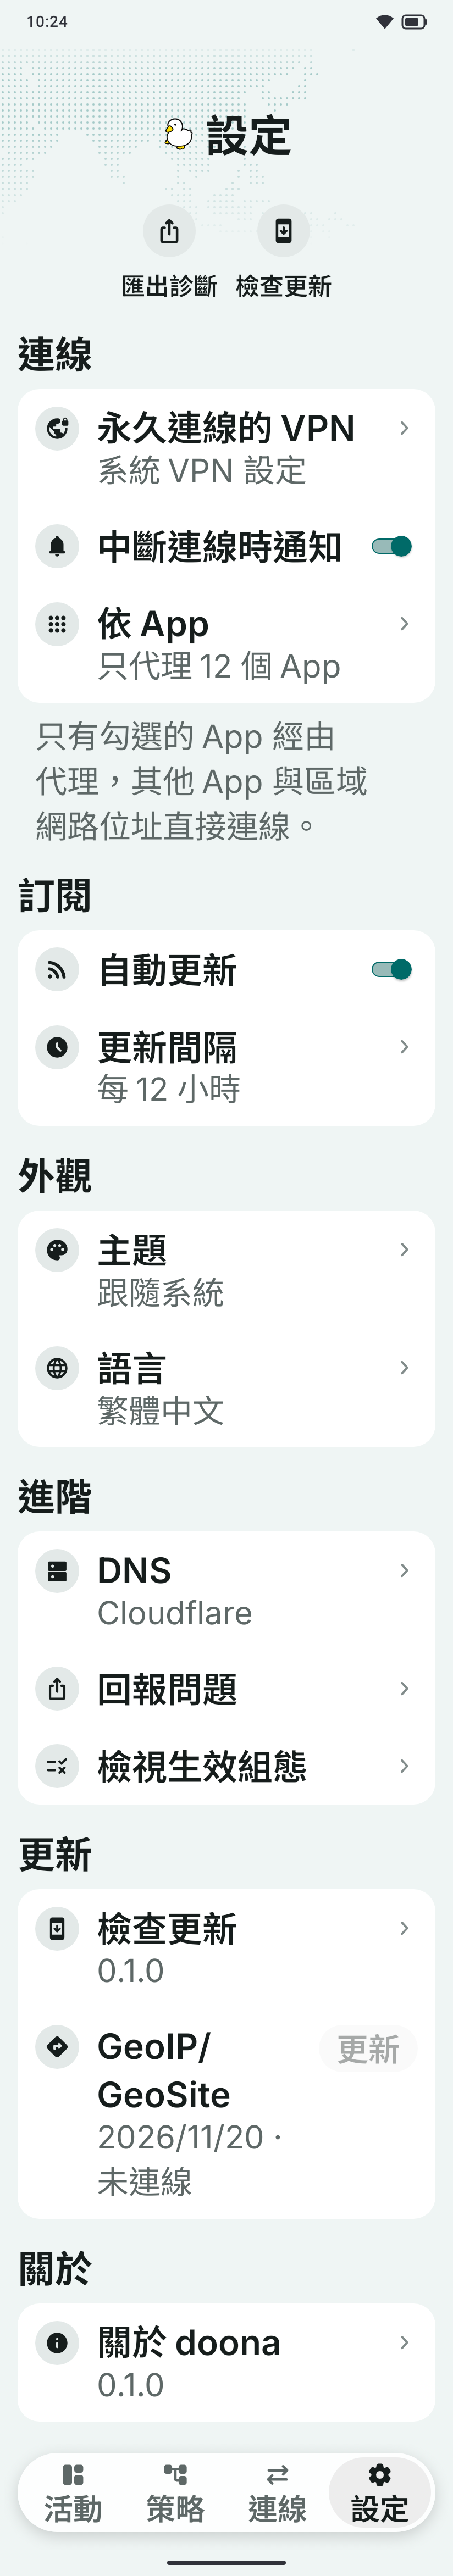 10:24
設定
匯出診斷 檢查更新
連線
永久連線的 VPN
系統 VPN 設定
中斷連線時通知
依 App
只代理 12 個 App
只有勾選的 App 經由
代理，其他 App 與區域
網路位址直接連線。
訂閱
自動更新
更新間隔
每 12 小時
外觀
主題
跟隨系統
語言
繁體中文
進階
DNS
Cloudflare
回報問題
檢視生效組態
更新
檢查更新
0.1.0
GeoIP/
GeoSite
更新
2026/11/20 ·
未連線
關於
關於 doona
0.1.0
活動 策略 連線 設定